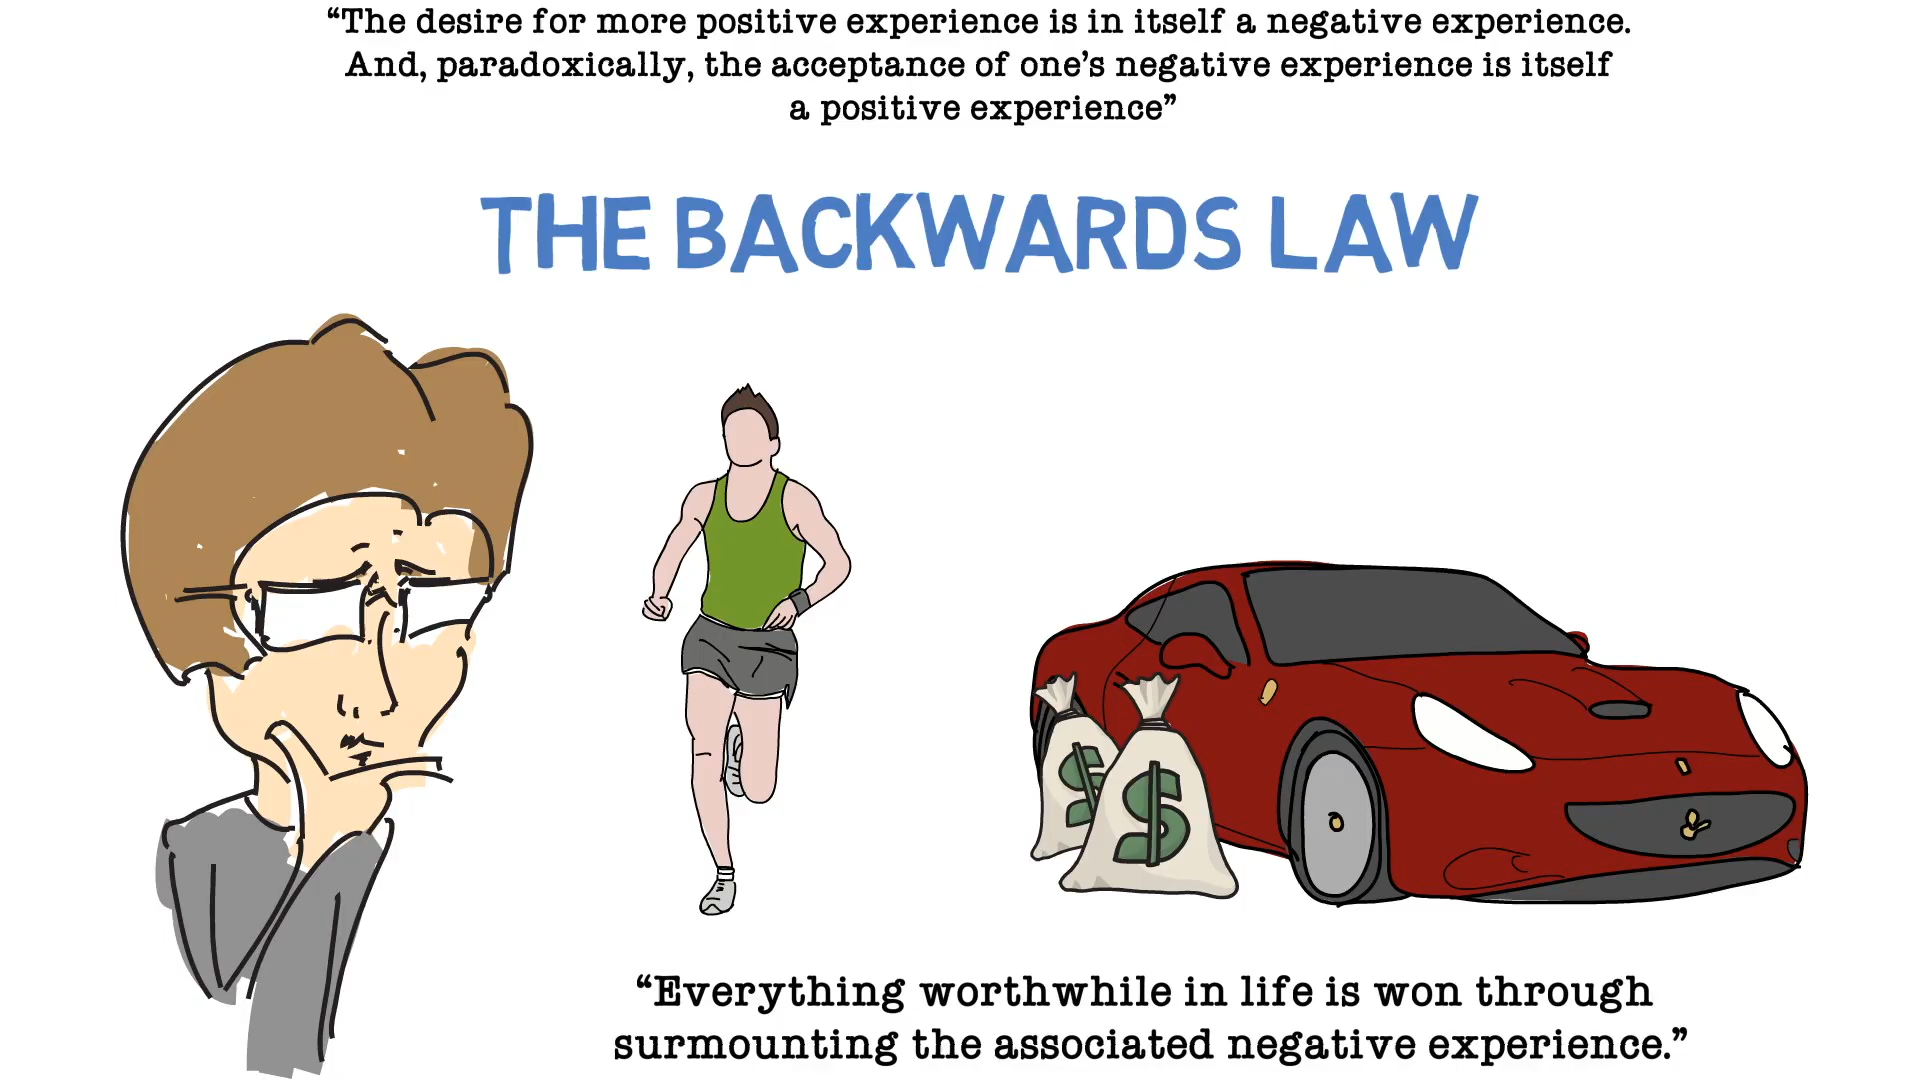 “The desire for more positive experience is in itself a negative experience.
And, paradoxically, the acceptance of one’s negative experience is itself
a positive experience”
THE BACKWARDS LAW
$ $
“Everything worthwhile in life is won through
surmounting the associated negative experience.”